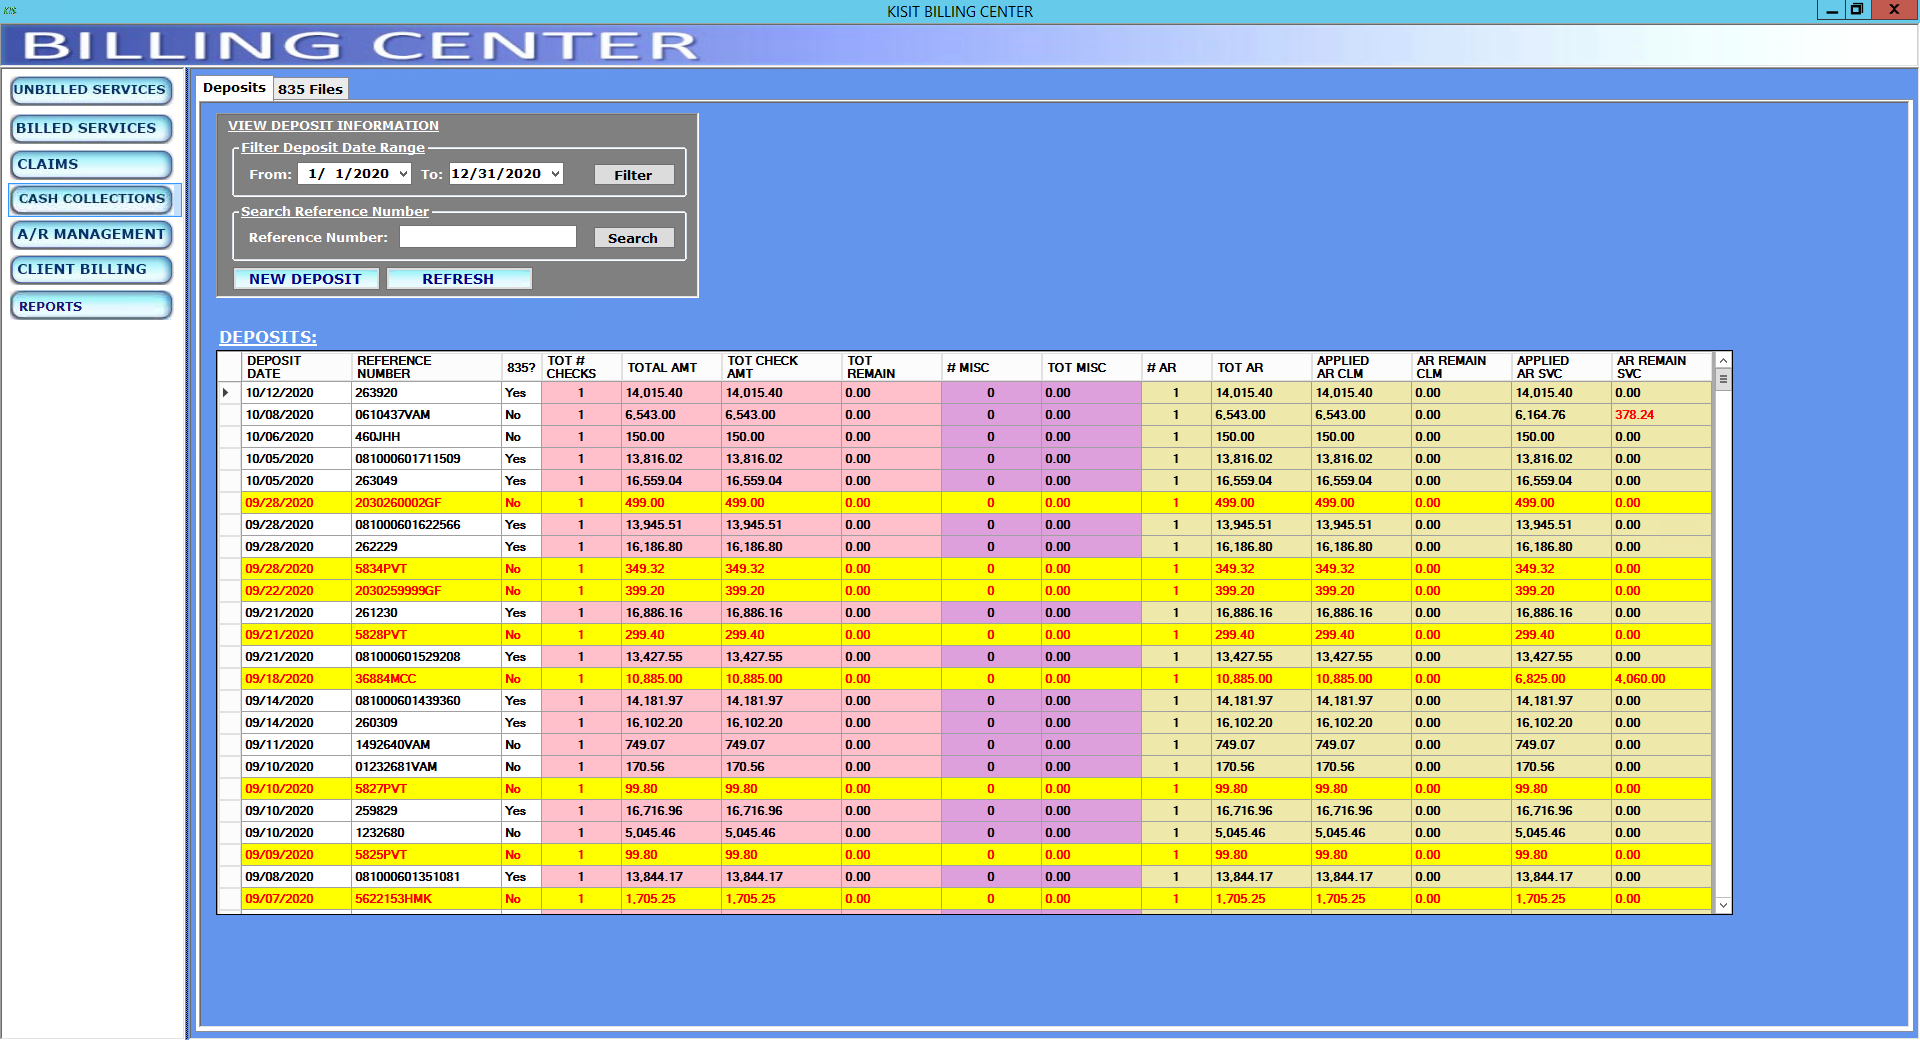 KIS
KISIT BILLING CENTER
BILLING CENTER
UNBILLED SERVICES
BILLED SERVICES
CLAIMS
CASH COLLECTIONS
A/R MANAGEMENT
CLIENT BILLING
REPORTS
Deposits 835 Files
VIEW DEPOSIT INFORMATION
Filter Deposit Date Range
From: 1/ 1/2020 To: 12/31/2020 Filter
Search Reference Number
Reference Number: Search
NEW DEPOSIT REFRESH
DEPOSITS:
DEPOSIT DATE REFERENCE NUMBER 835? TOT # CHECKS TOTAL AMT TOT CHECK AMT TOT REMAIN # MISC TOT MISC # AR TOT AR APPLIED AR CLM AR REMAIN CLM APPLIED AR SVC AR REMAIN SVC
10/12/2020 263920 Yes 1 14,015.40 14,015.40 0.00 0 0.00 1 14,015.40 14,015.40 0.00 14,015.40 0.00
10/08/2020 0610437VAM No 1 6,543.00 6,543.00 0.00 0 0.00 1 6,543.00 6,543.00 0.00 6,164.76 378.24
10/06/2020 460JHH No 1 150.00 150.00 0.00 0 0.00 1 150.00 150.00 0.00 150.00 0.00
10/05/2020 081000601711509 Yes 1 13,816.02 13,816.02 0.00 0 0.00 1 13,816.02 13,816.02 0.00 13,816.02 0.00
10/05/2020 263049 Yes 1 16,559.04 16,559.04 0.00 0 0.00 1 16,559.04 16,559.04 0.00 16,559.04 0.00
09/28/2020 2030260002GF No 1 499.00 499.00 0.00 0 0.00 1 499.00 499.00 0.00 499.00 0.00
09/28/2020 081000601622566 Yes 1 13,945.51 13,945.51 0.00 0 0.00 1 13,945.51 13,945.51 0.00 13,945.51 0.00
09/28/2020 262229 Yes 1 16,186.80 16,186.80 0.00 0 0.00 1 16,186.80 16,186.80 0.00 16,186.80 0.00
09/28/2020 5834PVT No 1 349.32 349.32 0.00 0 0.00 1 349.32 349.32 0.00 349.32 0.00
09/22/2020 2030259999GF No 1 399.20 399.20 0.00 0 0.00 1 399.20 399.20 0.00 399.20 0.00
09/21/2020 261230 Yes 1 16,886.16 16,886.16 0.00 0 0.00 1 16,886.16 16,886.16 0.00 16,886.16 0.00
09/21/2020 5828PVT No 1 299.40 299.40 0.00 0 0.00 1 299.40 299.40 0.00 299.40 0.00
09/21/2020 081000601529208 Yes 1 13,427.55 13,427.55 0.00 0 0.00 1 13,427.55 13,427.55 0.00 13,427.55 0.00
09/18/2020 36884MCC No 1 10,885.00 10,885.00 0.00 0 0.00 1 10,885.00 10,885.00 0.00 6,825.00 4,060.00
09/14/2020 081000601439360 Yes 1 14,181.97 14,181.97 0.00 0 0.00 1 14,181.97 14,181.97 0.00 14,181.97 0.00
09/14/2020 260309 Yes 1 16,102.20 16,102.20 0.00 0 0.00 1 16,102.20 16,102.20 0.00 16,102.20 0.00
09/11/2020 1492640VAM No 1 749.07 749.07 0.00 0 0.00 1 749.07 749.07 0.00 749.07 0.00
09/10/2020 01232681VAM No 1 170.56 170.56 0.00 0 0.00 1 170.56 170.56 0.00 170.56 0.00
09/10/2020 5827PVT No 1 99.80 99.80 0.00 0 0.00 1 99.80 99.80 0.00 99.80 0.00
09/10/2020 259829 Yes 1 16,716.96 16,716.96 0.00 0 0.00 1 16,716.96 16,716.96 0.00 16,716.96 0.00
09/10/2020 1232680 No 1 5,045.46 5,045.46 0.00 0 0.00 1 5,045.46 5,045.46 0.00 5,045.46 0.00
09/09/2020 5825PVT No 1 99.80 99.80 0.00 0 0.00 1 99.80 99.80 0.00 99.80 0.00
09/08/2020 081000601351081 Yes 1 13,844.17 13,844.17 0.00 0 0.00 1 13,844.17 13,844.17 0.00 13,844.17 0.00
09/07/2020 5622153HMK No 1 1,705.25 1,705.25 0.00 0 0.00 1 1,705.25 1,705.25 0.00 1,705.25 0.00